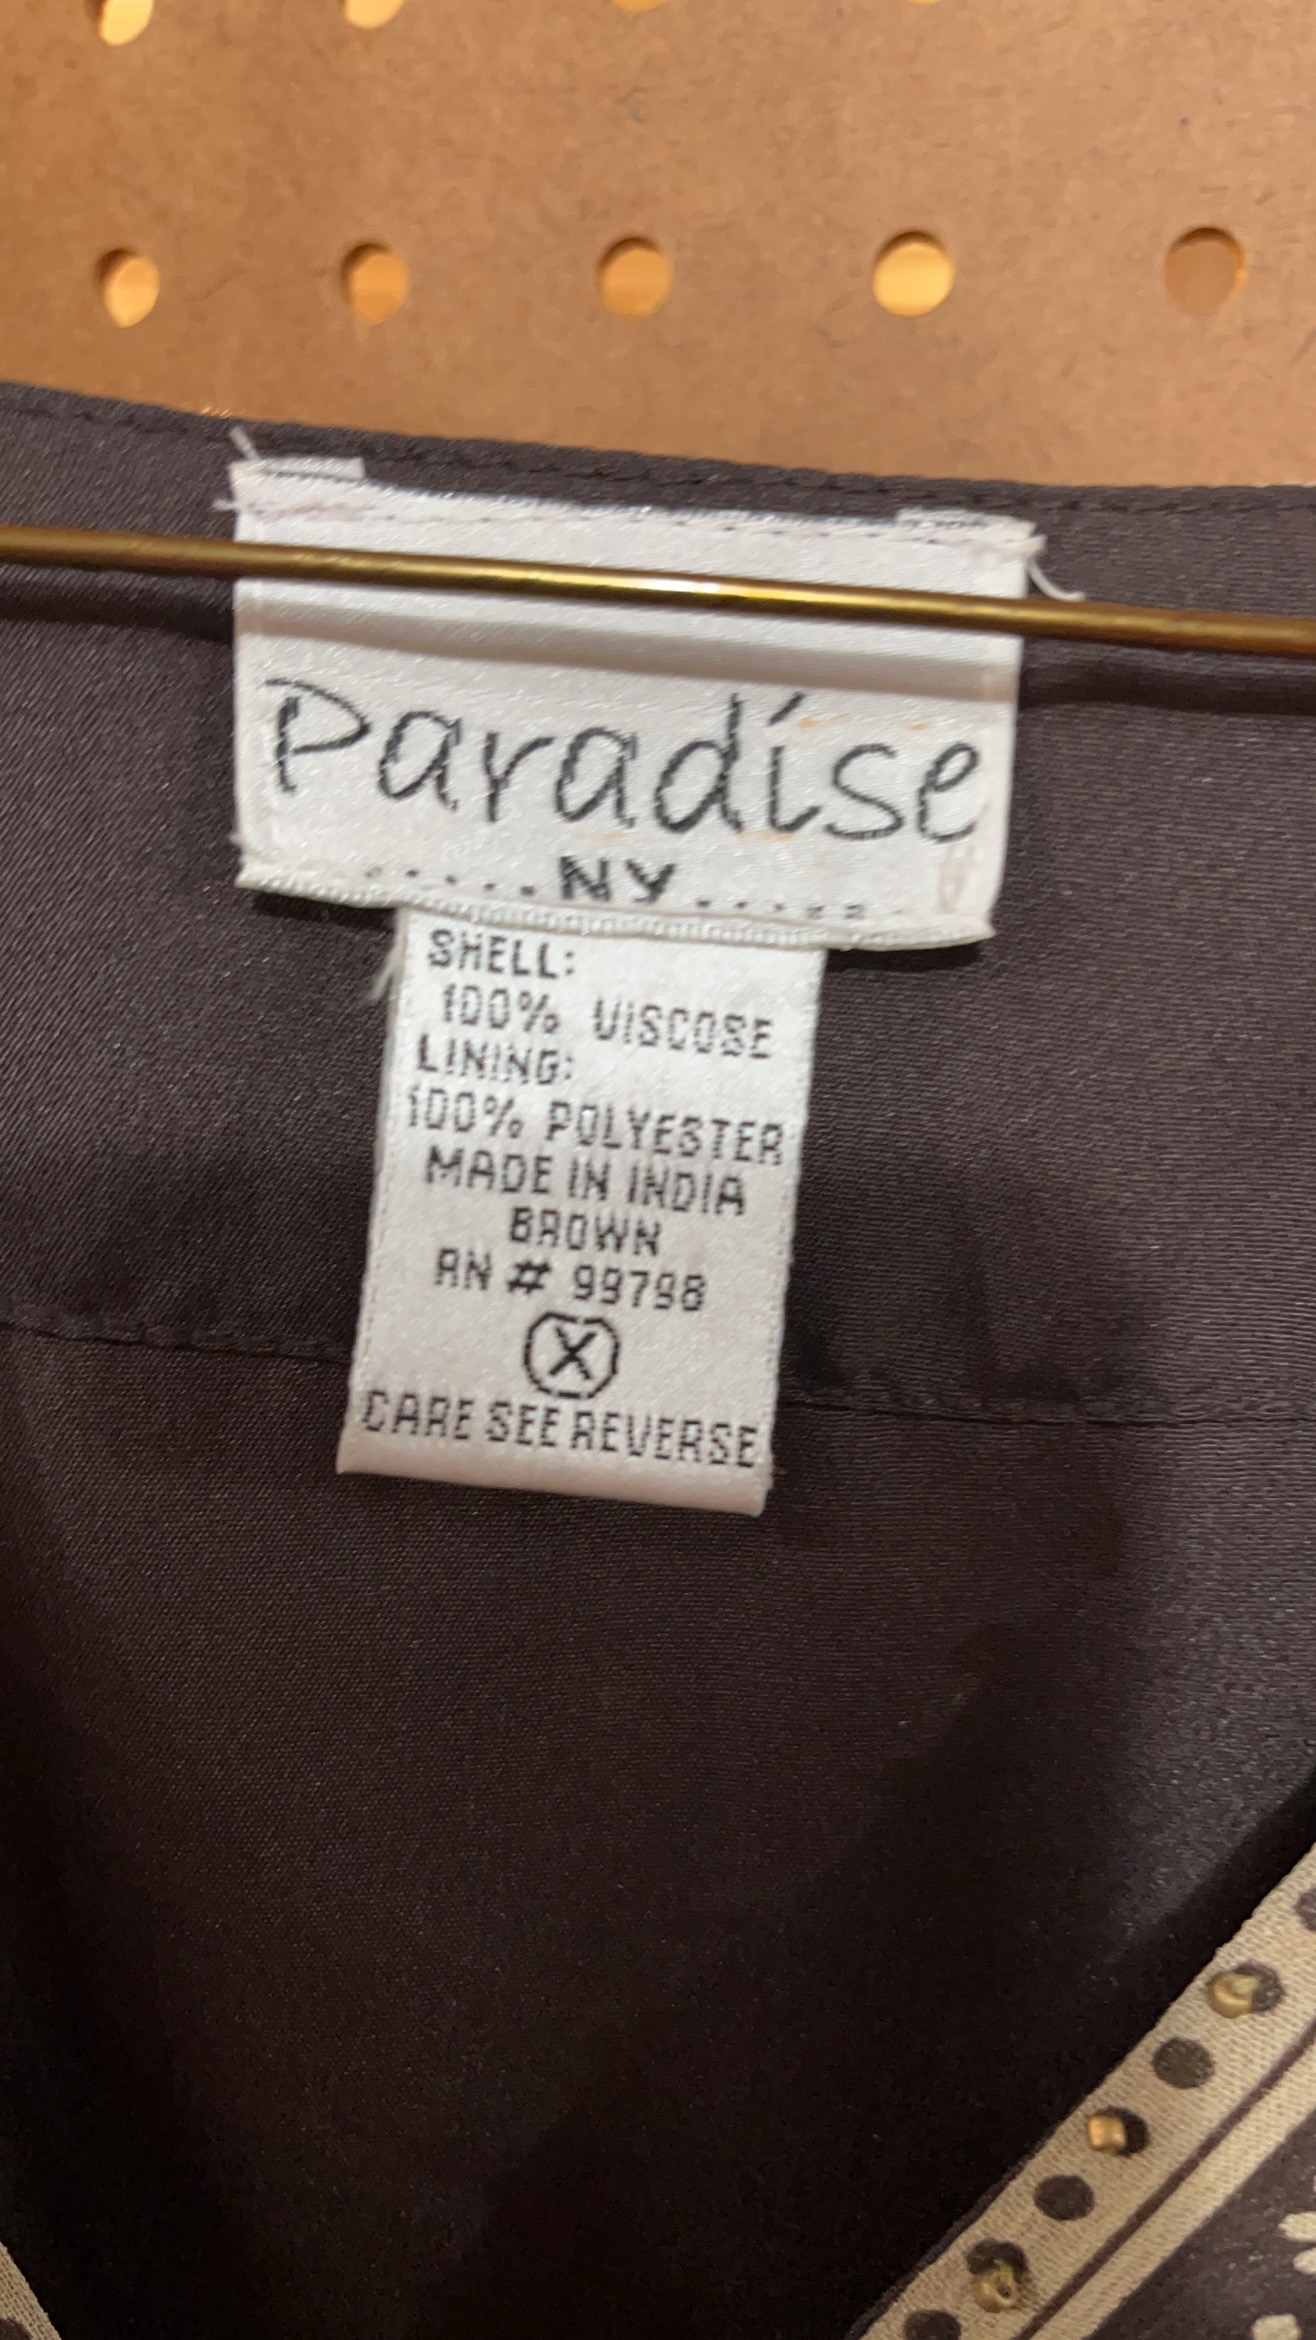 Paradise
NY
SHELL:
100% VISCOSE
LINING:
100% POLYESTER
MADE IN INDIA
BROWN
RN # 99798
X
CARE SEE REVERSE